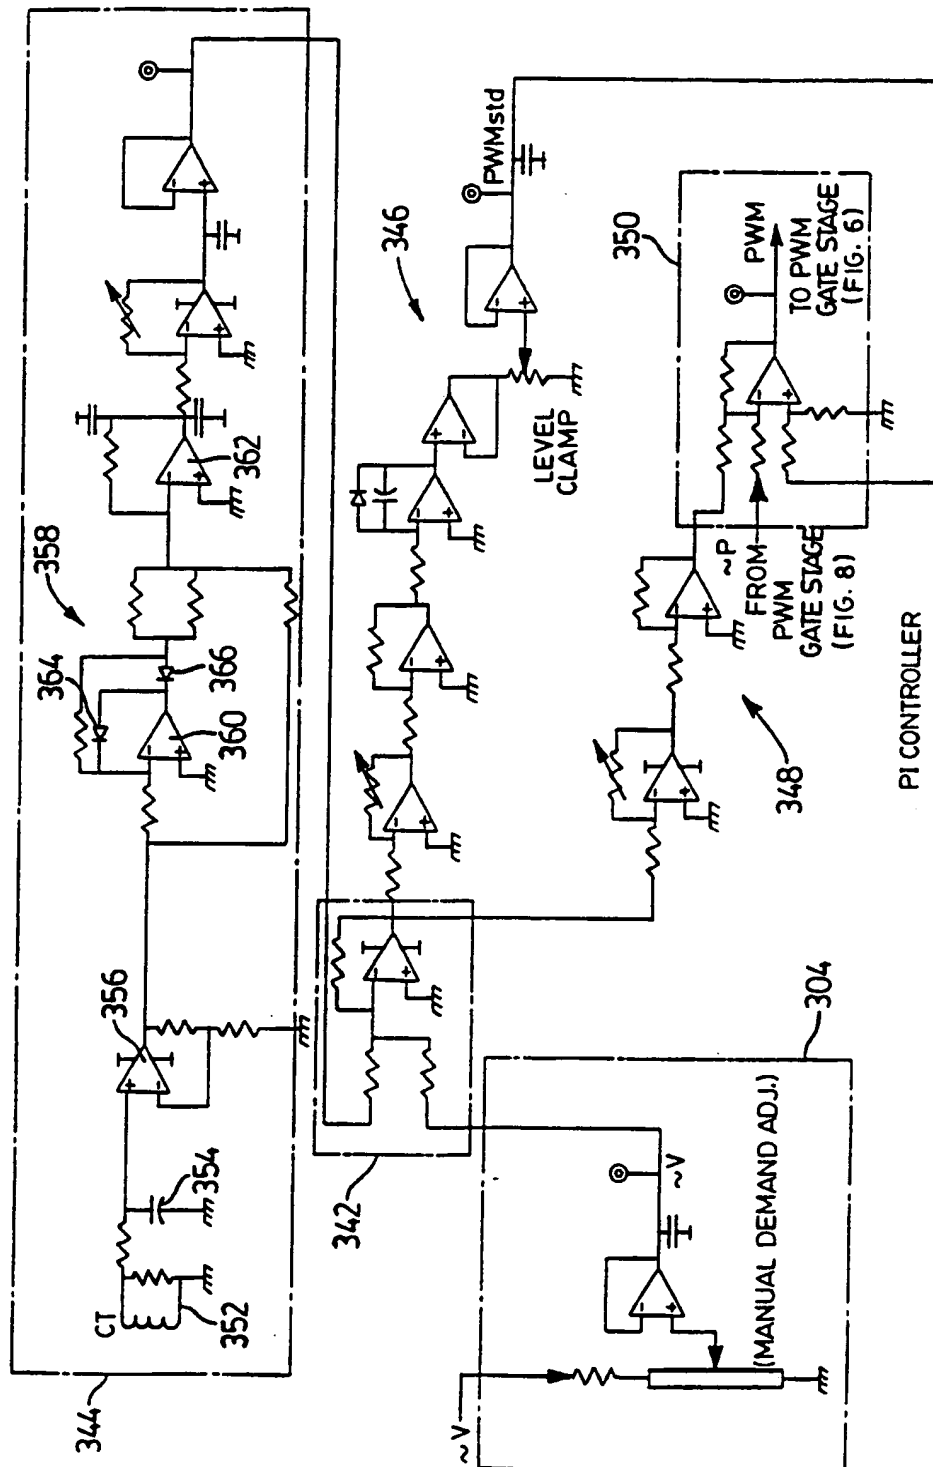 344
CT
352
354
356
358
364
366
360
362
342
346
LEVEL
CLAMP
PWMstd
348
350
~P
FROM
PWM
GATE STAGE
(FIG. 8)
PWM
TO PWM
GATE STAGE
(FIG. 6)
PI CONTROLLER
304
~V
~V
(MANUAL DEMAND ADJ.)